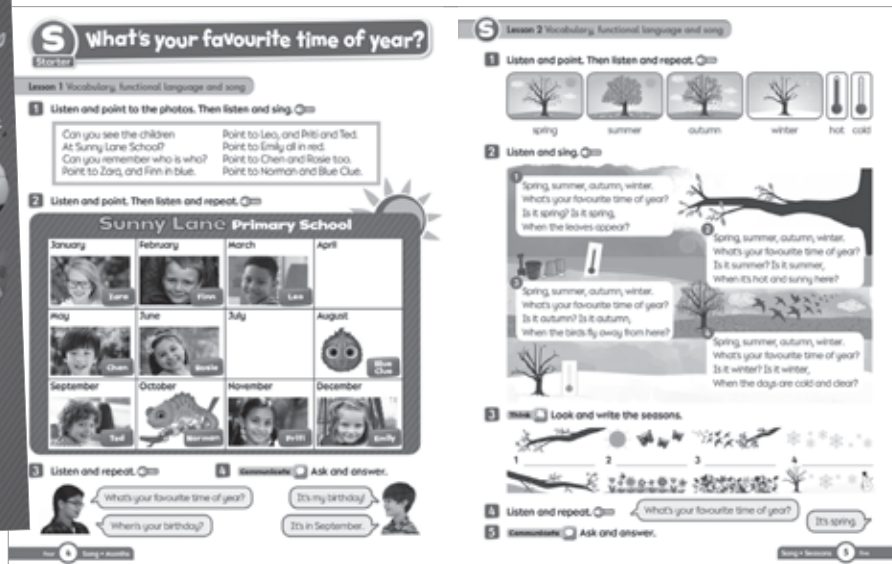 S
Starter
What's your favourite time of year?
Lesson 1 Vocabulary, functional language and song
1 Listen and point to the photos. Then listen and sing.
Can you see the children
At Sunny Lane School?
Can you remember who is who?
Point to Zara, and Finn in blue.
Point to Leo, and Priti and Ted.
Point to Emily all in red.
Point to Chen and Rosie too.
Point to Norman and Blue Clue.
2 Listen and point. Then listen and repeat.
Sunny Lane Primary School
January February March April
Zara Finn Leo
May June July August
Chen Rosie Blue Clue
September October November December
Ted Norman Priti Emily
3 Listen and repeat.
What's your favourite time of year?
When's your birthday?
4 Communicate Ask and answer.
It's my birthday!
It's in September.
four 4 Song • months
S Lesson 2 Vocabulary, functional language and song
1 Listen and point. Then listen and repeat.
spring summer autumn winter hot cold
2 Listen and sing.
1
Spring, summer, autumn, winter.
What's your favourite time of year?
Is it spring? Is it spring,
When the leaves appear?
2
Spring, summer, autumn, winter.
What's your favourite time of year?
Is it summer? Is it summer,
When it's hot and sunny here?
3
Spring, summer, autumn, winter.
What's your favourite time of year?
Is it autumn? Is it autumn,
When the birds fly away from here?
4
Spring, summer, autumn, winter.
What's your favourite time of year?
Is it winter? Is it winter,
When the days are cold and clear?
3 Think Look and write the seasons.
1 2 3 4
4 Listen and repeat.
What's your favourite time of year?
It's spring.
5 Communicate Ask and answer.
Song • Seasons 5 five